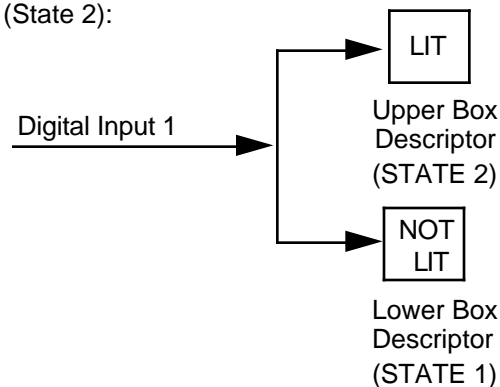 (State 2):
LIT
Upper Box
Descriptor
(STATE 2)
Digital Input 1
NOT
LIT
Lower Box
Descriptor
(STATE 1)